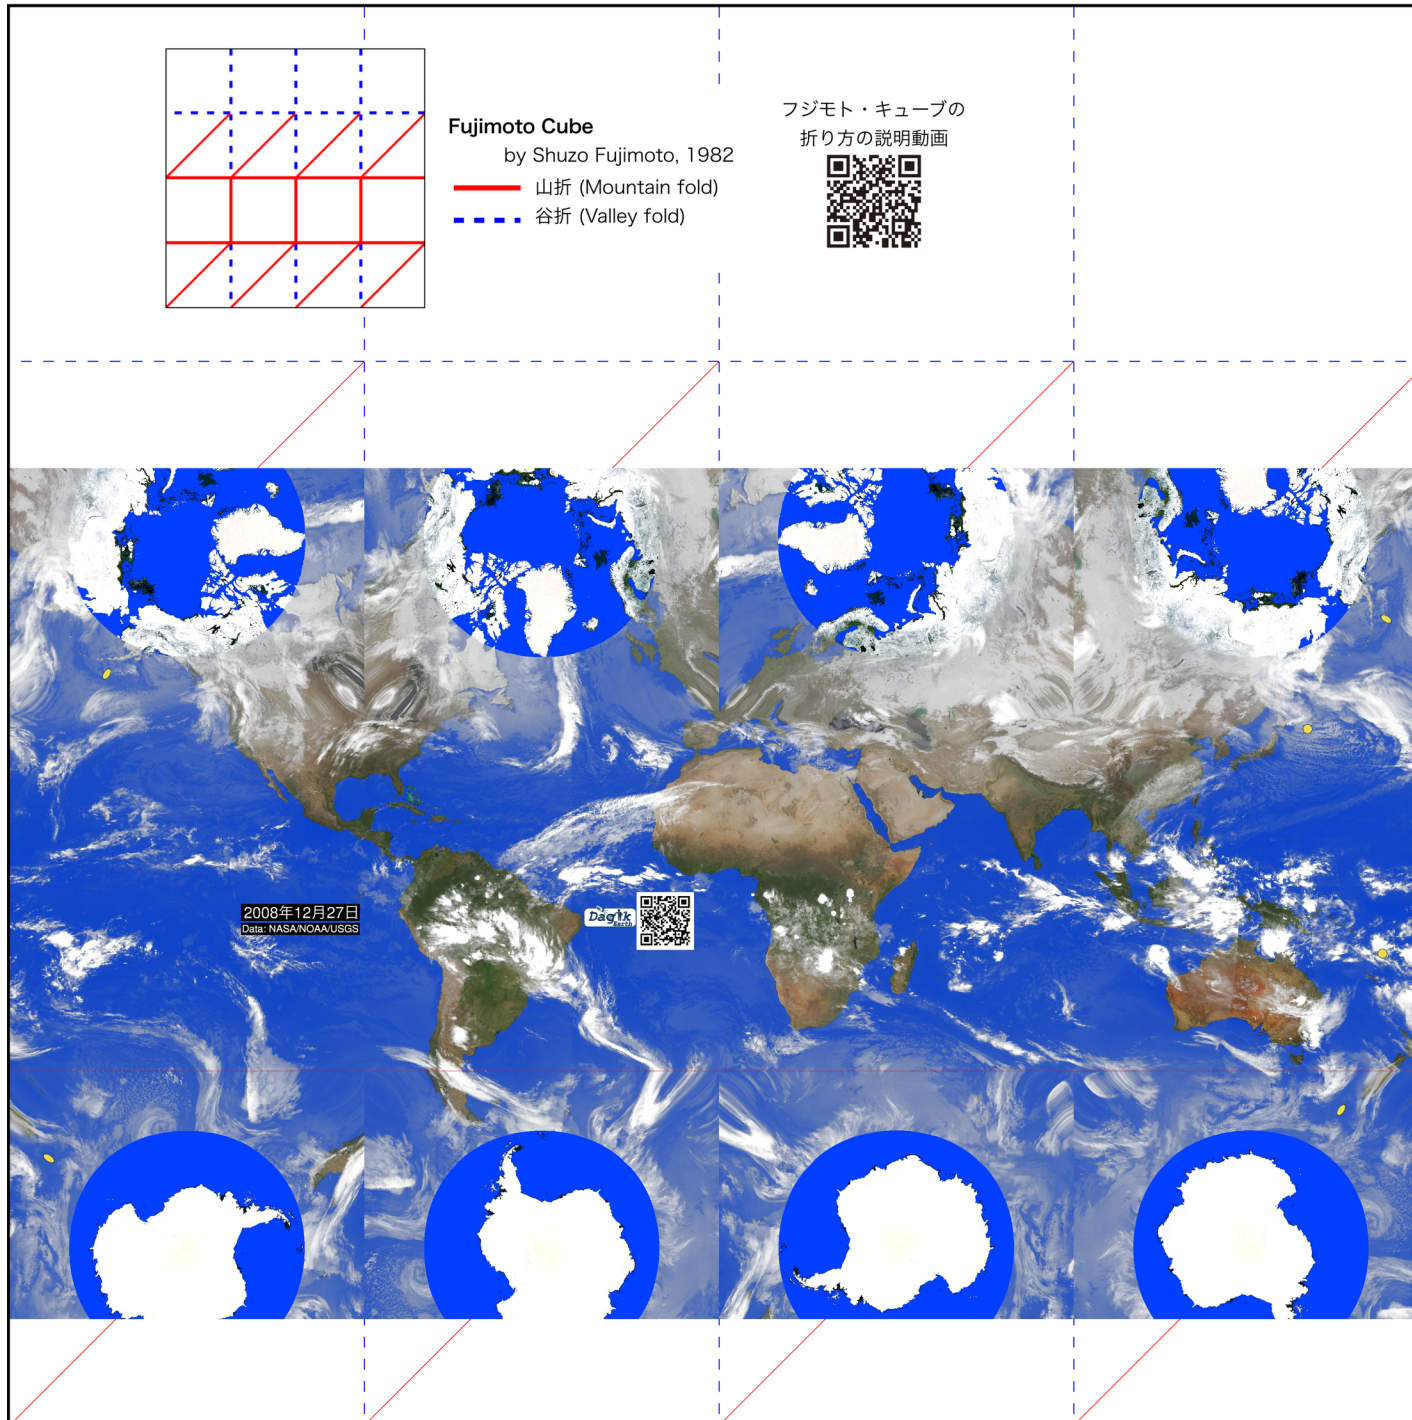 フジモト・キューブの
折り方の説明動画
Fujimoto Cube
by Shuzo Fujimoto, 1982
山折 (Mountain fold)
谷折 (Valley fold)
2008年12月27日
Data: NASA/NOAA/USGS
Dagik
Earth